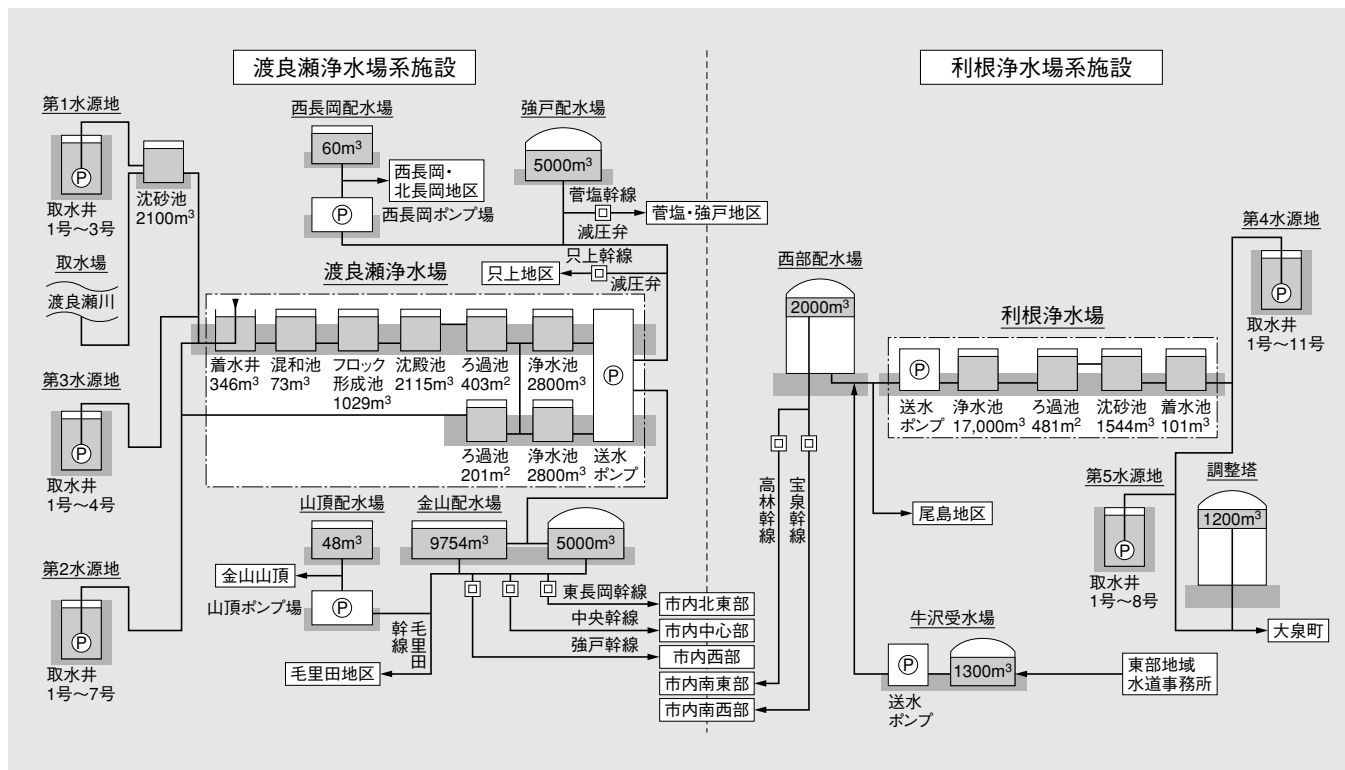 渡良瀬浄水場系施設
利根浄水場系施設
第1水源地
P
取水井
1号～3号
沈砂池
2100m³
取水場
渡良瀬川
第3水源地
P
取水井
1号～4号
第2水源地
P
取水井
1号～7号
西長岡配水場
60m³
西長岡・
北長岡地区
P
西長岡ポンプ場
強戸配水場
5000m³
菅塩幹線
減圧弁
菅塩・強戸地区
只上幹線
減圧弁
只上地区
渡良瀬浄水場
着水井
346m³
混和池
73m³
フロック
形成池
1029m³
沈殿池
2115m³
ろ過池
403m²
浄水池
2800m³
P
ろ過池
201m²
浄水池
2800m³
送水
ポンプ
山頂配水場
48m³
金山山頂
山頂ポンプ場
P
金山配水場
9754m³
5000m³
毛里田
幹線
毛里田地区
東長岡幹線
中央幹線
強戸幹線
市内北東部
市内中心部
市内西部
市内南東部
市内南西部
西部配水場
2000m³
高林幹線
宝泉幹線
利根浄水場
P
送水
ポンプ
浄水池
17,000m³
ろ過池
481m²
沈砂池
1544m³
着水池
101m³
尾島地区
第4水源地
P
取水井
1号～11号
第5水源地
P
取水井
1号～8号
調整塔
1200m³
大泉町
牛沢受水場
P
送水
ポンプ
1300m³
東部地域
水道事務所